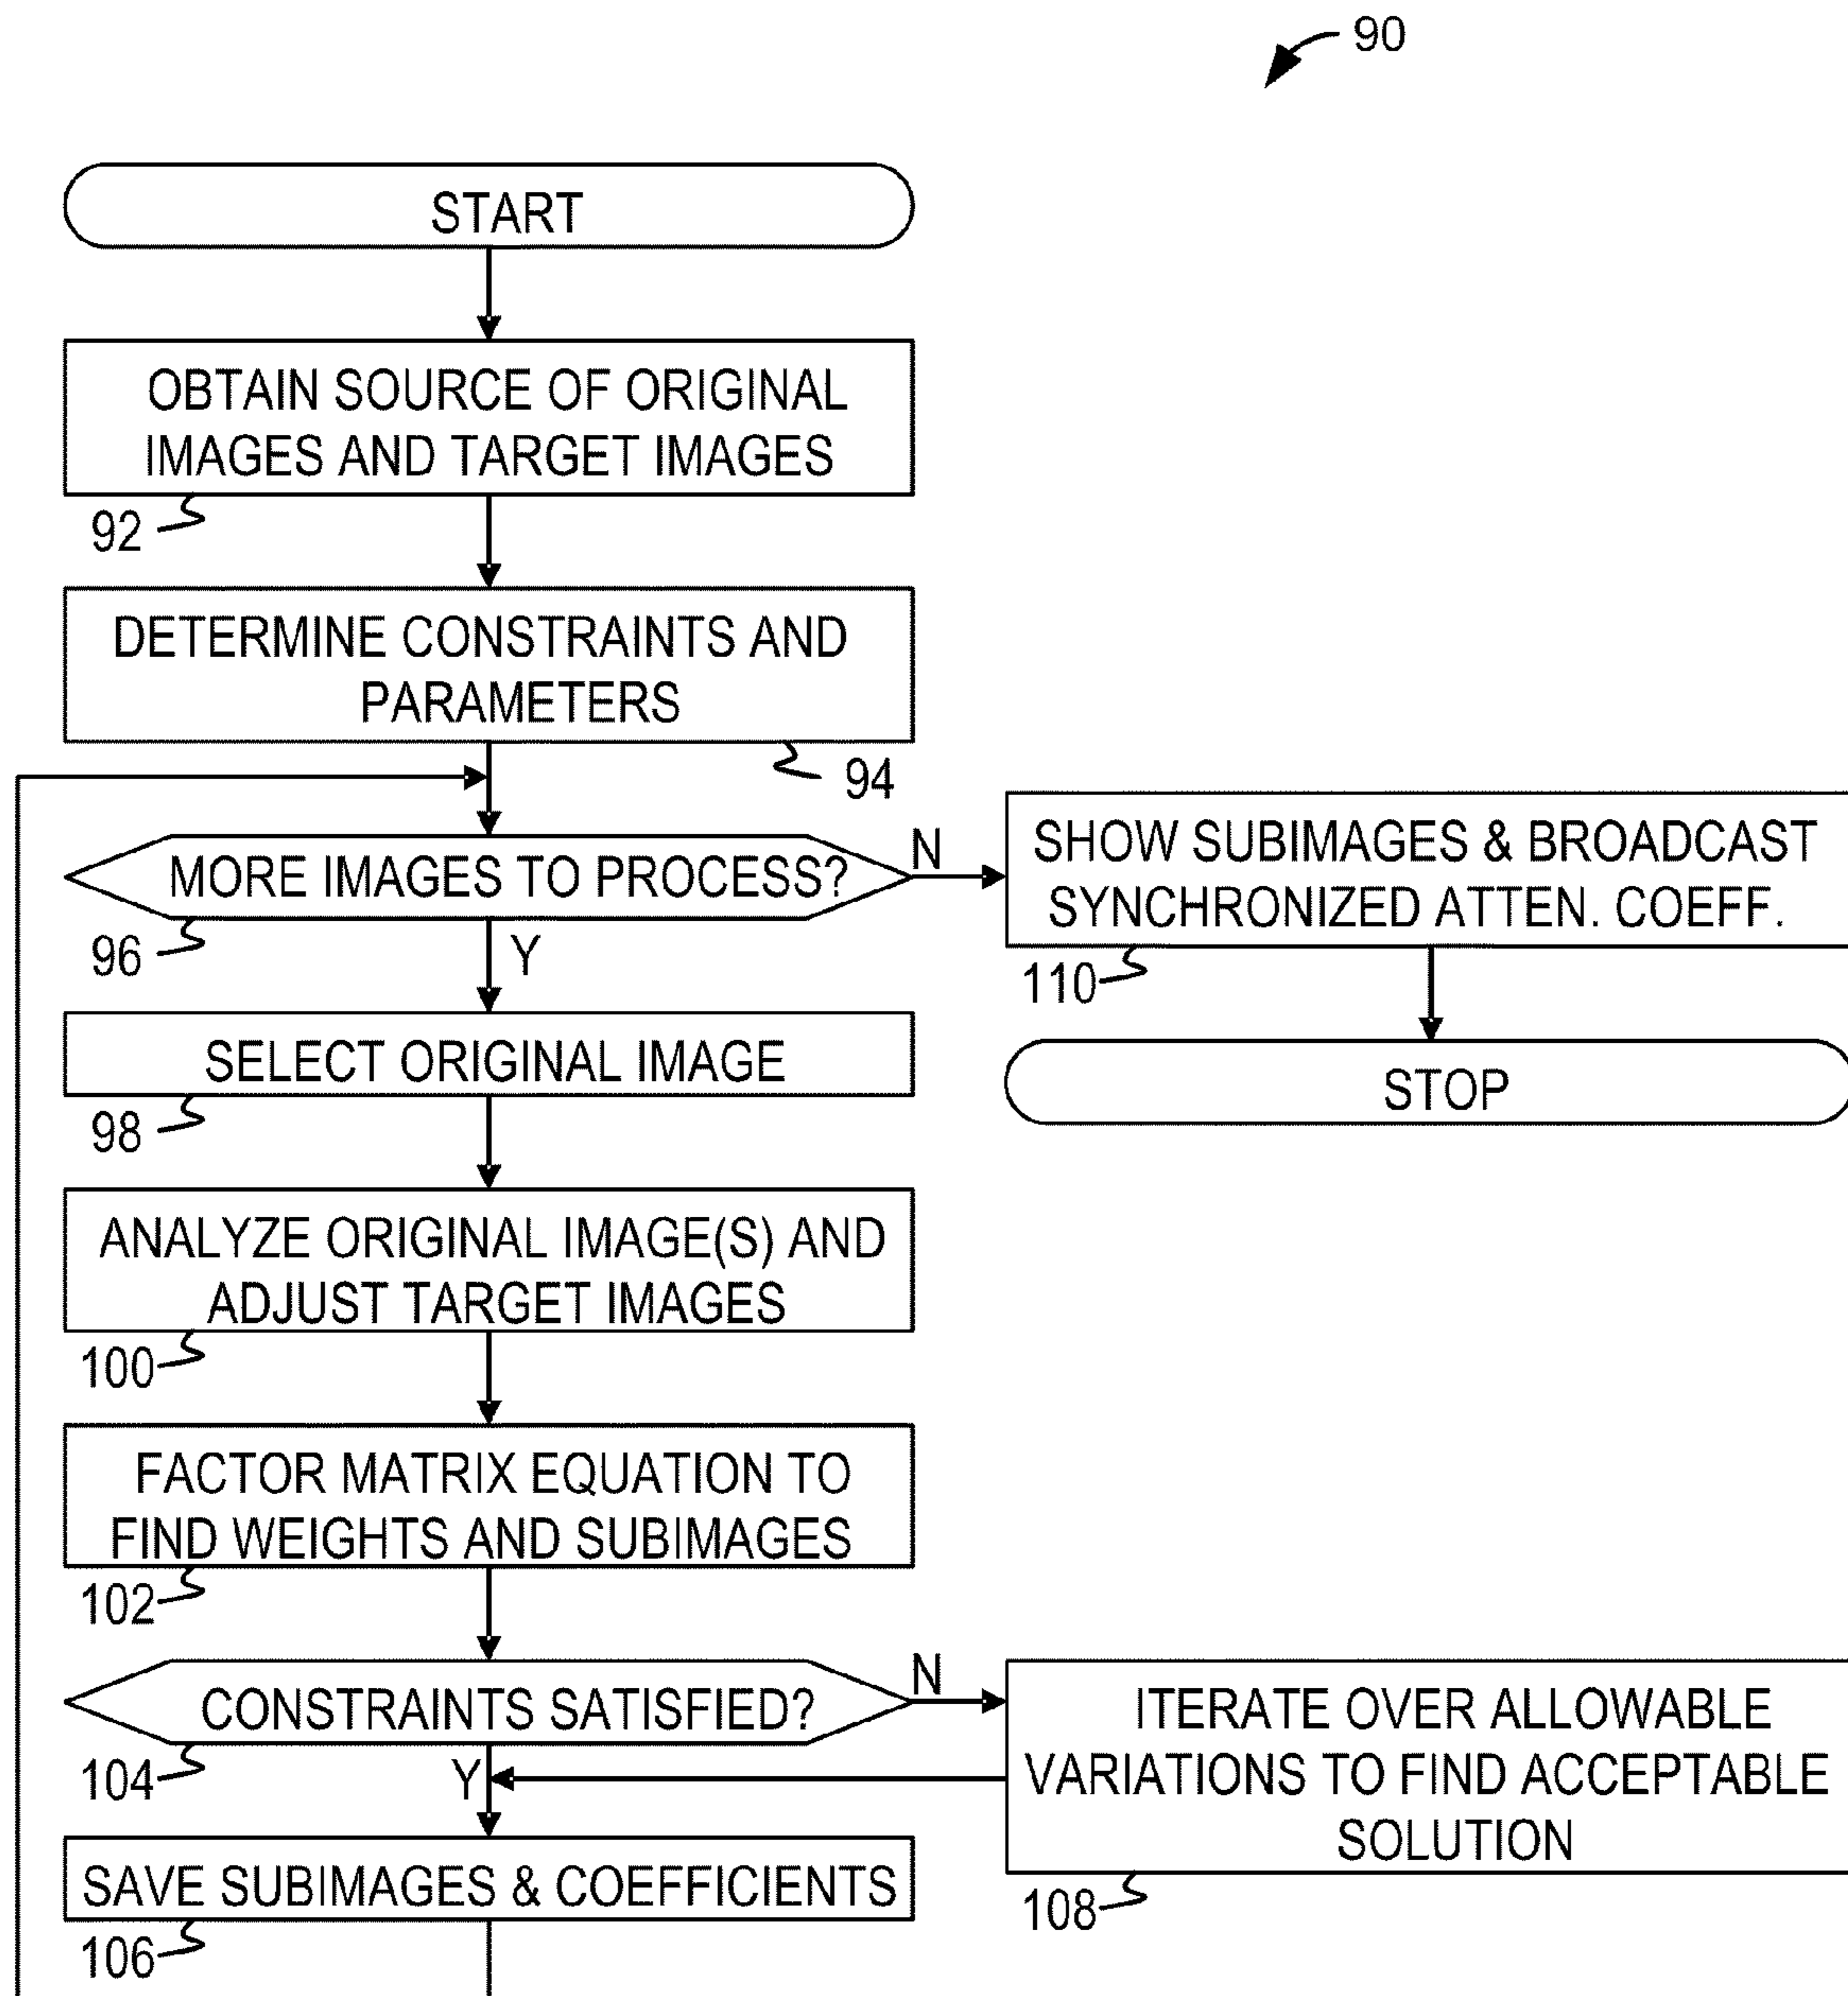 90
START
OBTAIN SOURCE OF ORIGINAL
IMAGES AND TARGET IMAGES
92
DETERMINE CONSTRAINTS AND
PARAMETERS
94
MORE IMAGES TO PROCESS?
N
96
Y
SHOW SUBIMAGES & BROADCAST
SYNCHRONIZED ATTEN. COEFF.
110
STOP
SELECT ORIGINAL IMAGE
98
ANALYZE ORIGINAL IMAGE(S) AND
ADJUST TARGET IMAGES
100
FACTOR MATRIX EQUATION TO
FIND WEIGHTS AND SUBIMAGES
102
CONSTRAINTS SATISFIED?
N
104
Y
ITERATE OVER ALLOWABLE
VARIATIONS TO FIND ACCEPTABLE
SOLUTION
108
SAVE SUBIMAGES & COEFFICIENTS
106